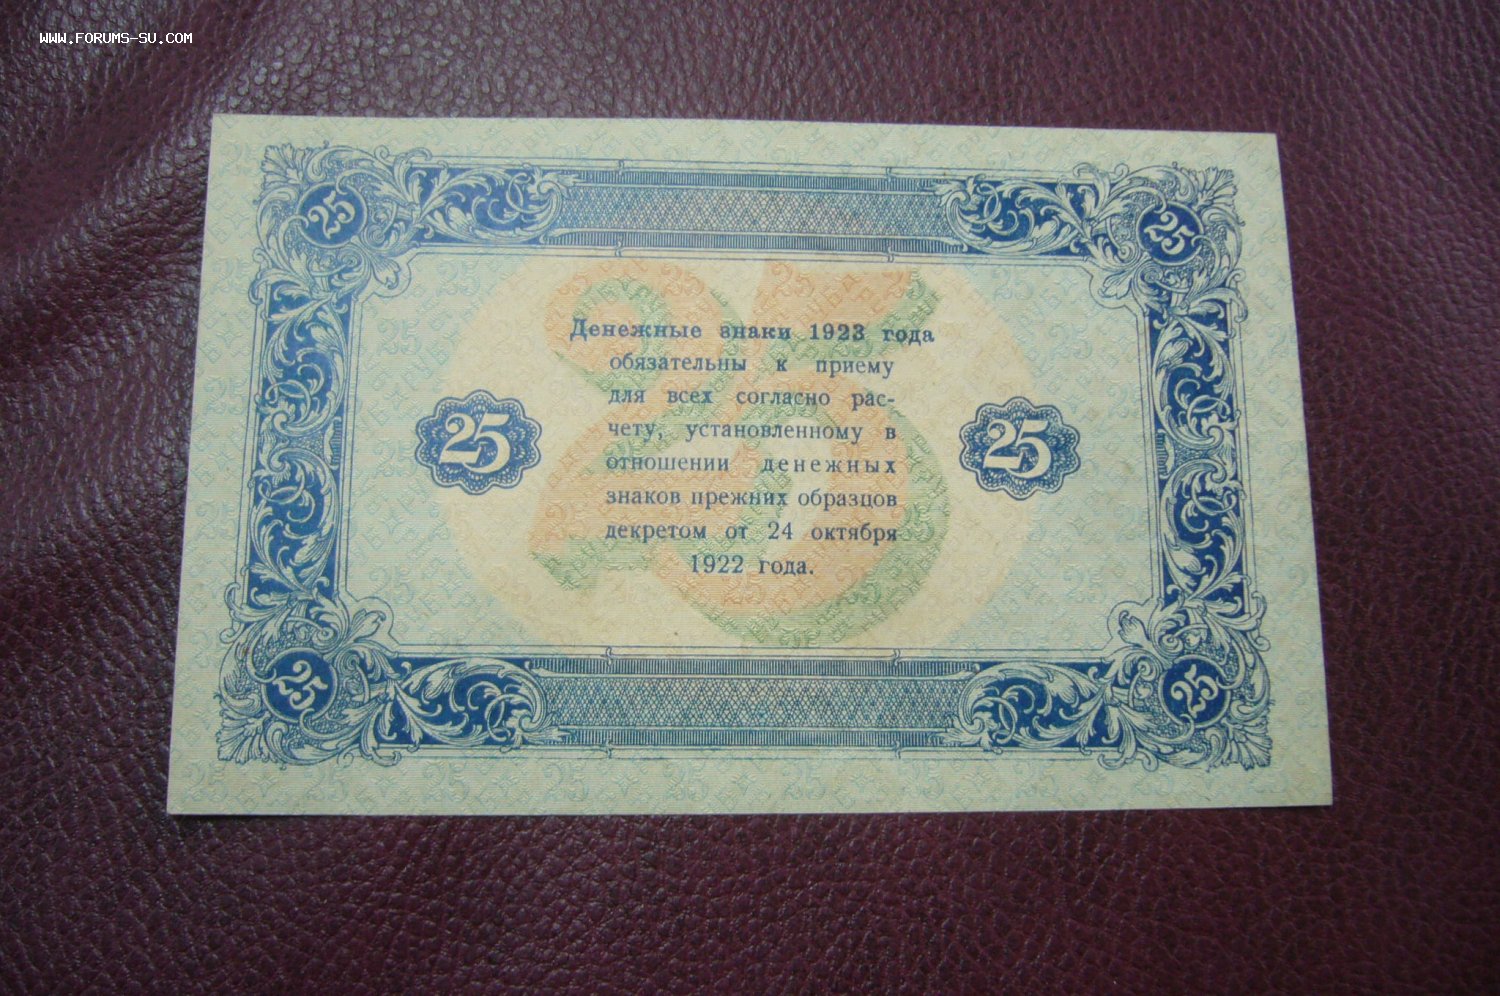 WWW.FORUMS-SU.COM
25 25
Денежные знаки 1923 года
обязательны к приему
для всех согласно рас-
чету, установленному в
25 25
отношении денежных
знаков прежних образцов
декретом от 24 октября
1922 года.
25 25